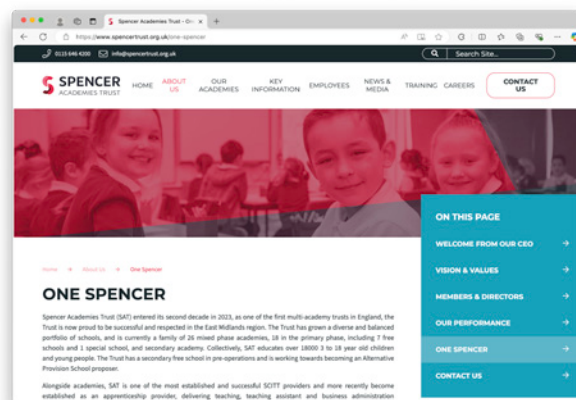 Spencer Academies Trust - On
https://www.spencertrust.org.uk/one-spencer
0115 646 4200 info@spencertrust.org.uk Search Site...
SPENCER
ACADEMIES TRUST
HOME ABOUT US OUR ACADEMIES KEY INFORMATION EMPLOYEES NEWS & MEDIA TRAINING CAREERS CONTACT US
ON THIS PAGE
WELCOME FROM OUR CEO
VISION & VALUES
MEMBERS & DIRECTORS
OUR PERFORMANCE
ONE SPENCER
CONTACT US
Home About Us One Spencer
ONE SPENCER
Spencer Academies Trust (SAT) entered its second decade in 2023, as one of the first multi-academy trusts in England, the
Trust is now proud to be successful and respected in the East Midlands region. The Trust has grown a diverse and balanced
portfolio of schools, and is currently a family of 26 mixed phase academies, 18 in the primary phase, including 7 free
schools and 1 special school, and secondary academy. Collectively, SAT educates over 18000 3 to 18 year old children
and young people. The Trust has a secondary free school in pre-operations and is working towards becoming an Alternative
Provision School proposer.
Alongside academies, SAT is one of the most established and successful SCITT providers and more recently become
established as an apprenticeship provider, delivering teaching, teaching assistant and business administration